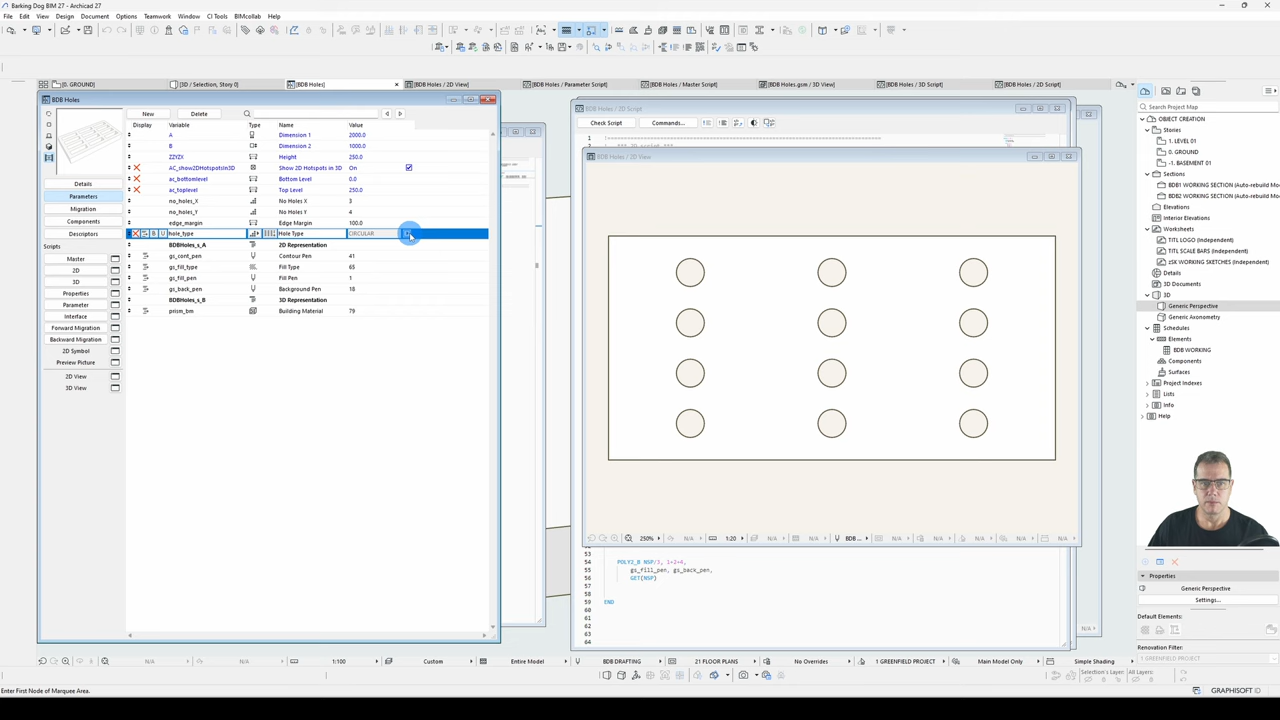 Barking Dog BIM 27 - Archicad 27
File Edit View Design Document Options Teamwork Window CI Tools BIMcollab Help
[0. GROUND] [3D / Selection, Story 0] [BDB Holes] [BDB Holes / 2D View] [BDB Holes / Parameter Script] [BDB Holes / Master Script] [BDB Holes.gsm / 3D View] [BDB Holes / 3D Script] [BDB Holes / 2D Script]
BDB Holes
New Delete
Display Variable Type Name Value
A Dimension 1 2000.0
B Dimension 2 1000.0
ZZYZX Height 250.0
AC_show2DHotspotsIn3D Show 2D Hotspots in 3D On
ac_bottomlevel Bottom Level 0.0
ac_toplevel Top Level 250.0
no_holes_X No Holes X 3
no_holes_Y No Holes Y 4
edge_margin Edge Margin 100.0
B U hole_type Hole Type CIRCULAR
BDBHoles_s_A 2D Representation
gs_cont_pen Contour Pen 41
gs_fill_type Fill Type 65
gs_fill_pen Fill Pen 1
gs_back_pen Background Pen 18
BDBHoles_s_B 3D Representation
prism_bm Building Material 79
Details
Parameters
Migration
Components
Descriptors
Scripts
Master
2D
3D
Properties
Parameter
Interface
Forward Migration
Backward Migration
2D Symbol
Preview Picture
2D View
3D View
BDB Holes / 2D Script
Check Script Commands...
1
BDB Holes / 2D View
250% N/A 1:20 N/A BDB... N/A N/A N/A N/A
54 POLY2_B NSP/3, 1+2+4,
55 gs_fill_pen, gs_back_pen,
56 GET(NSP)
57
58
59 END
60
61
62
63
64
N/A
Search Project Map
OBJECT CREATION
Stories
1. LEVEL 01
0. GROUND
-1. BASEMENT 01
Sections
BDB1 WORKING SECTION (Auto-rebuild Mo
BDB2 WORKING SECTION (Auto-rebuild Mo
Elevations
Interior Elevations
Worksheets
TITL LOGO (Independent)
TITL SCALE BARS (Independent)
zSK WORKING SKETCHES (Independent)
Details
3D Documents
3D
Generic Perspective
Generic Axonometry
Schedules
Elements
BDB WORKING
Components
Surfaces
Project Indexes
Lists
Info
Help
Properties
Generic Perspective
Settings...
Default Elements:
Renovation Filter:
1 GREENFIELD PROJECT
N/A N/A 1:100 Custom Entire Model BDB DRAFTING 21 FLOOR PLANS No Overrides GREENFIELD PROJECT Main Model Only Simple Shading
Selection's Layer: All Layers:
Enter First Node of Marquee Area.
GRAPHISOFT ID